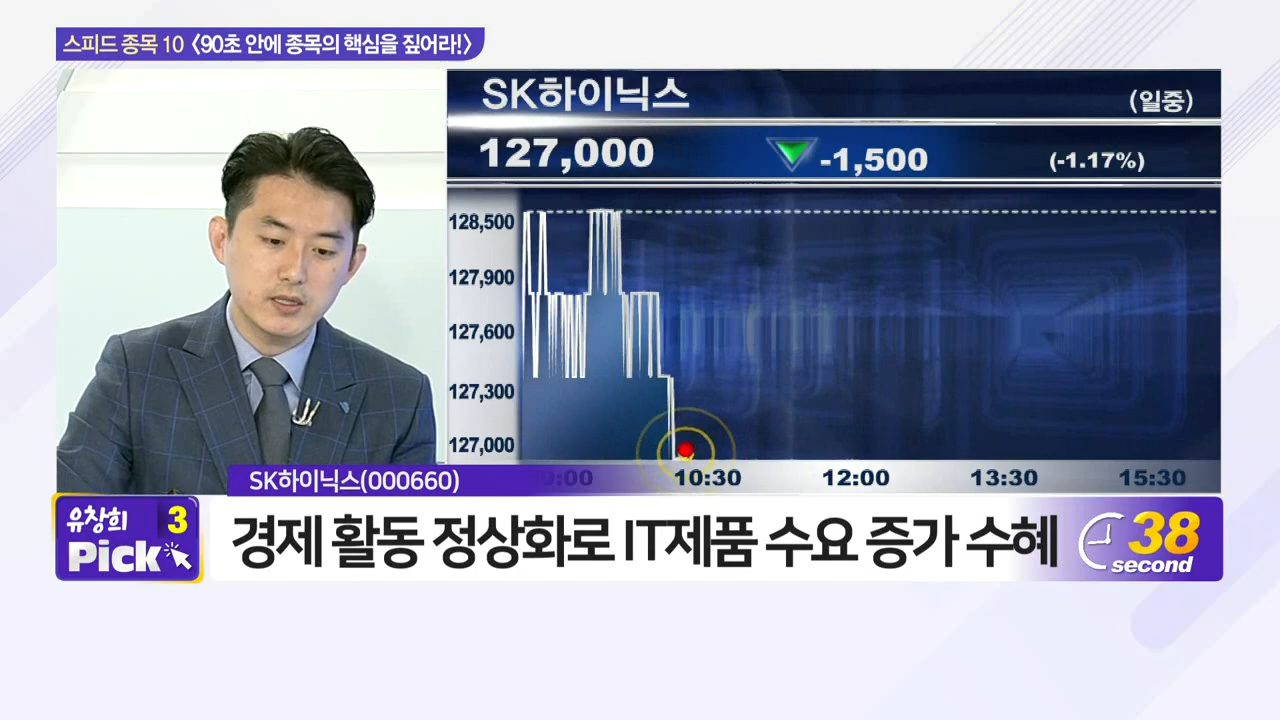 스피드 종목 10 <90초 안에 종목의 핵심을 짚어라!>
SK하이닉스
(일중)
127,000
-1,500
(-1.17%)
128,500
127,900
127,600
127,300
127,000
10:30
12:00
13:30
15:30
SK하이닉스(000660)
유창희 3
Pick
경제 활동 정상화로 IT제품 수요 증가 수혜
38
second